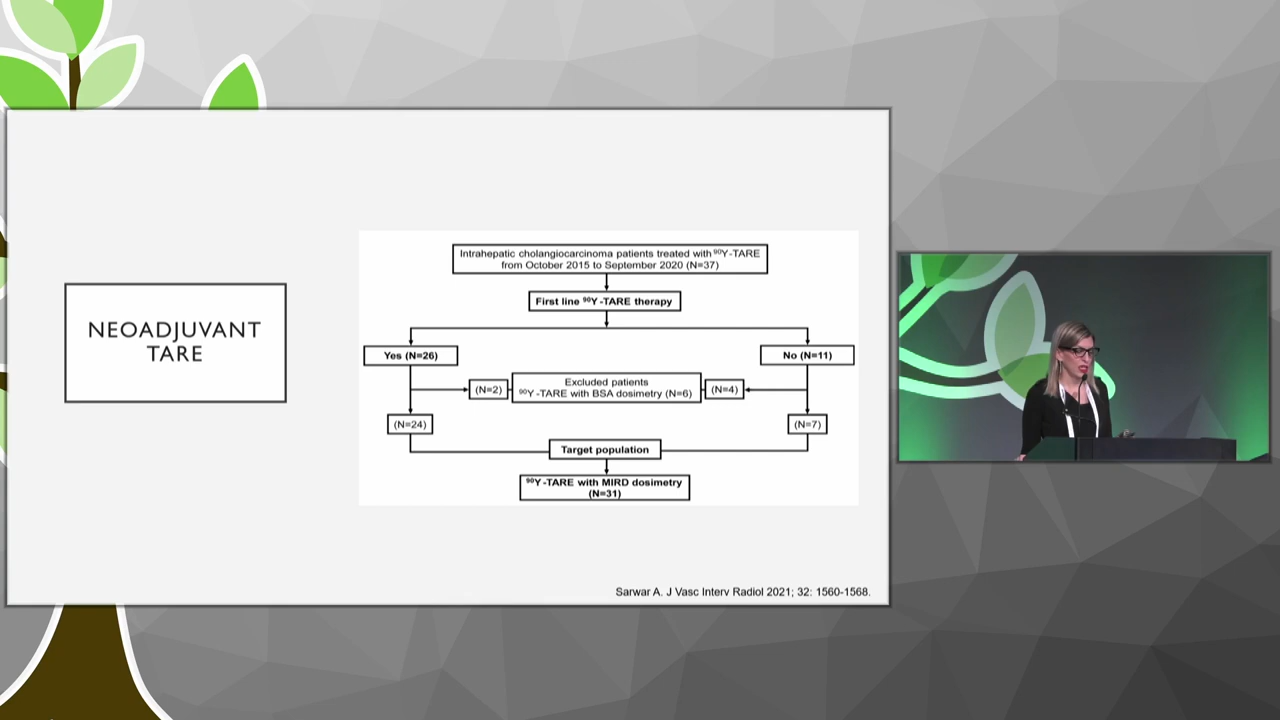 NEOADJUVANT
TARE
Intrahepatic cholangiocarcinoma patients treated with ⁹⁰Y-TARE
from October 2015 to September 2020 (N=37)
First line ⁹⁰Y-TARE therapy
Yes (N=26)
No (N=11)
(N=2)
Excluded patients
⁹⁰Y-TARE with BSA dosimetry (N=6)
(N=4)
(N=24)
(N=7)
Target population
⁹⁰Y-TARE with MIRD dosimetry
(N=31)
Sarwar A. J Vasc Interv Radiol 2021; 32: 1560-1568.